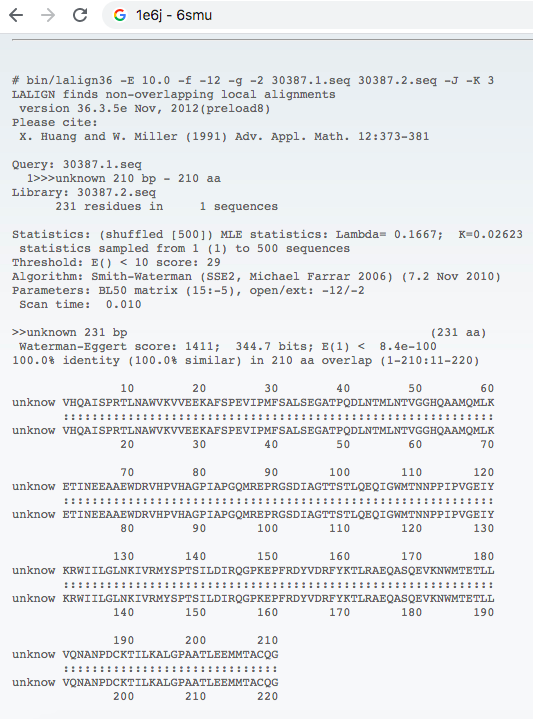 1e6j - 6smu
# bin/lalign36 -E 10.0 -f -12 -g -2 30387.1.seq 30387.2.seq -J -K 3
LALIGN finds non-overlapping local alignments
version 36.3.5e Nov, 2012(preload8)
Please cite:
X. Huang and W. Miller (1991) Adv. Appl. Math. 12:373-381
Query: 30387.1.seq
1>>>unknown 210 bp - 210 aa
Library: 30387.2.seq
231 residues in 1 sequences
Statistics: (shuffled [500]) MLE statistics: Lambda= 0.1667; K=0.02623
statistics sampled from 1 (1) to 500 sequences
Threshold: E() < 10 score: 29
Algorithm: Smith-Waterman (SSE2, Michael Farrar 2006) (7.2 Nov 2010)
Parameters: BL50 matrix (15:-5), open/ext: -12/-2
Scan time: 0.010
>>unknown 231 bp (231 aa)
Waterman-Eggert score: 1411; 344.7 bits; E(1) < 8.4e-100
100.0% identity (100.0% similar) in 210 aa overlap (1-210:11-220)
10 20 30 40 50 60
unknow VHQAISPRTLNAWVKVVEEKAFSPEVIPMFSALSEGATPQDLNTMLNTVGGHQAAMQMLK
::::::::::::::::::::::::::::::::::::::::::::::::::::::::::::
unknow VHQAISPRTLNAWVKVVEEKAFSPEVIPMFSALSEGATPQDLNTMLNTVGGHQAAMQMLK
20 30 40 50 60 70
70 80 90 100 110 120
unknow ETINEEAAEWDRVHPVHAGPIAPGQMREPRGSDIAGTTSTLQEQIGWMTNNPPIPVGEIY
::::::::::::::::::::::::::::::::::::::::::::::::::::::::::::
unknow ETINEEAAEWDRVHPVHAGPIAPGQMREPRGSDIAGTTSTLQEQIGWMTNNPPIPVGEIY
80 90 100 110 120 130
130 140 150 160 170 180
unknow KRWIILGLNKIVRMYSPTSILDIRQGPKEPFRDYVDRFYKTLRAEQASQEVKNWMTETLL
::::::::::::::::::::::::::::::::::::::::::::::::::::::::::::
unknow KRWIILGLNKIVRMYSPTSILDIRQGPKEPFRDYVDRFYKTLRAEQASQEVKNWMTETLL
140 150 160 170 180 190
190 200 210
unknow VQNANPDCKTILKALGPAATLEEMMTACQG
::::::::::::::::::::::::::::::
unknow VQNANPDCKTILKALGPAATLEEMMTACQG
200 210 220